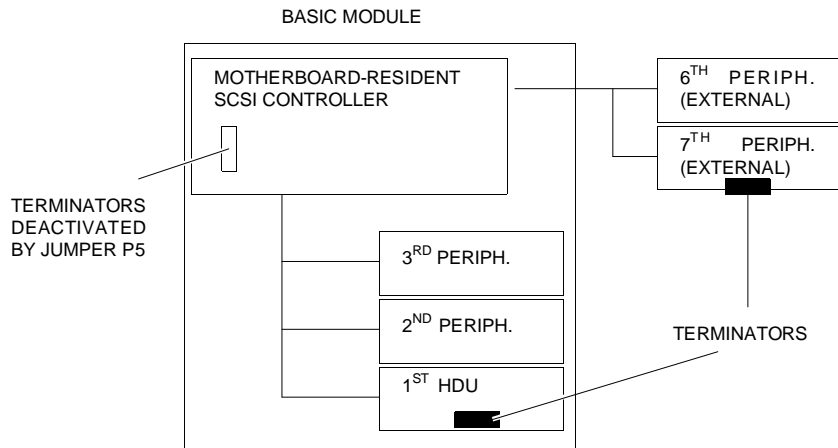 BASIC MODULE
MOTHERBOARD-RESIDENT
SCSI CONTROLLER
6TH PERIPH.
(EXTERNAL)
7TH PERIPH.
(EXTERNAL)
TERMINATORS
DEACTIVATED
BY JUMPER P5
3RD PERIPH.
2ND PERIPH.
TERMINATORS
1ST HDU